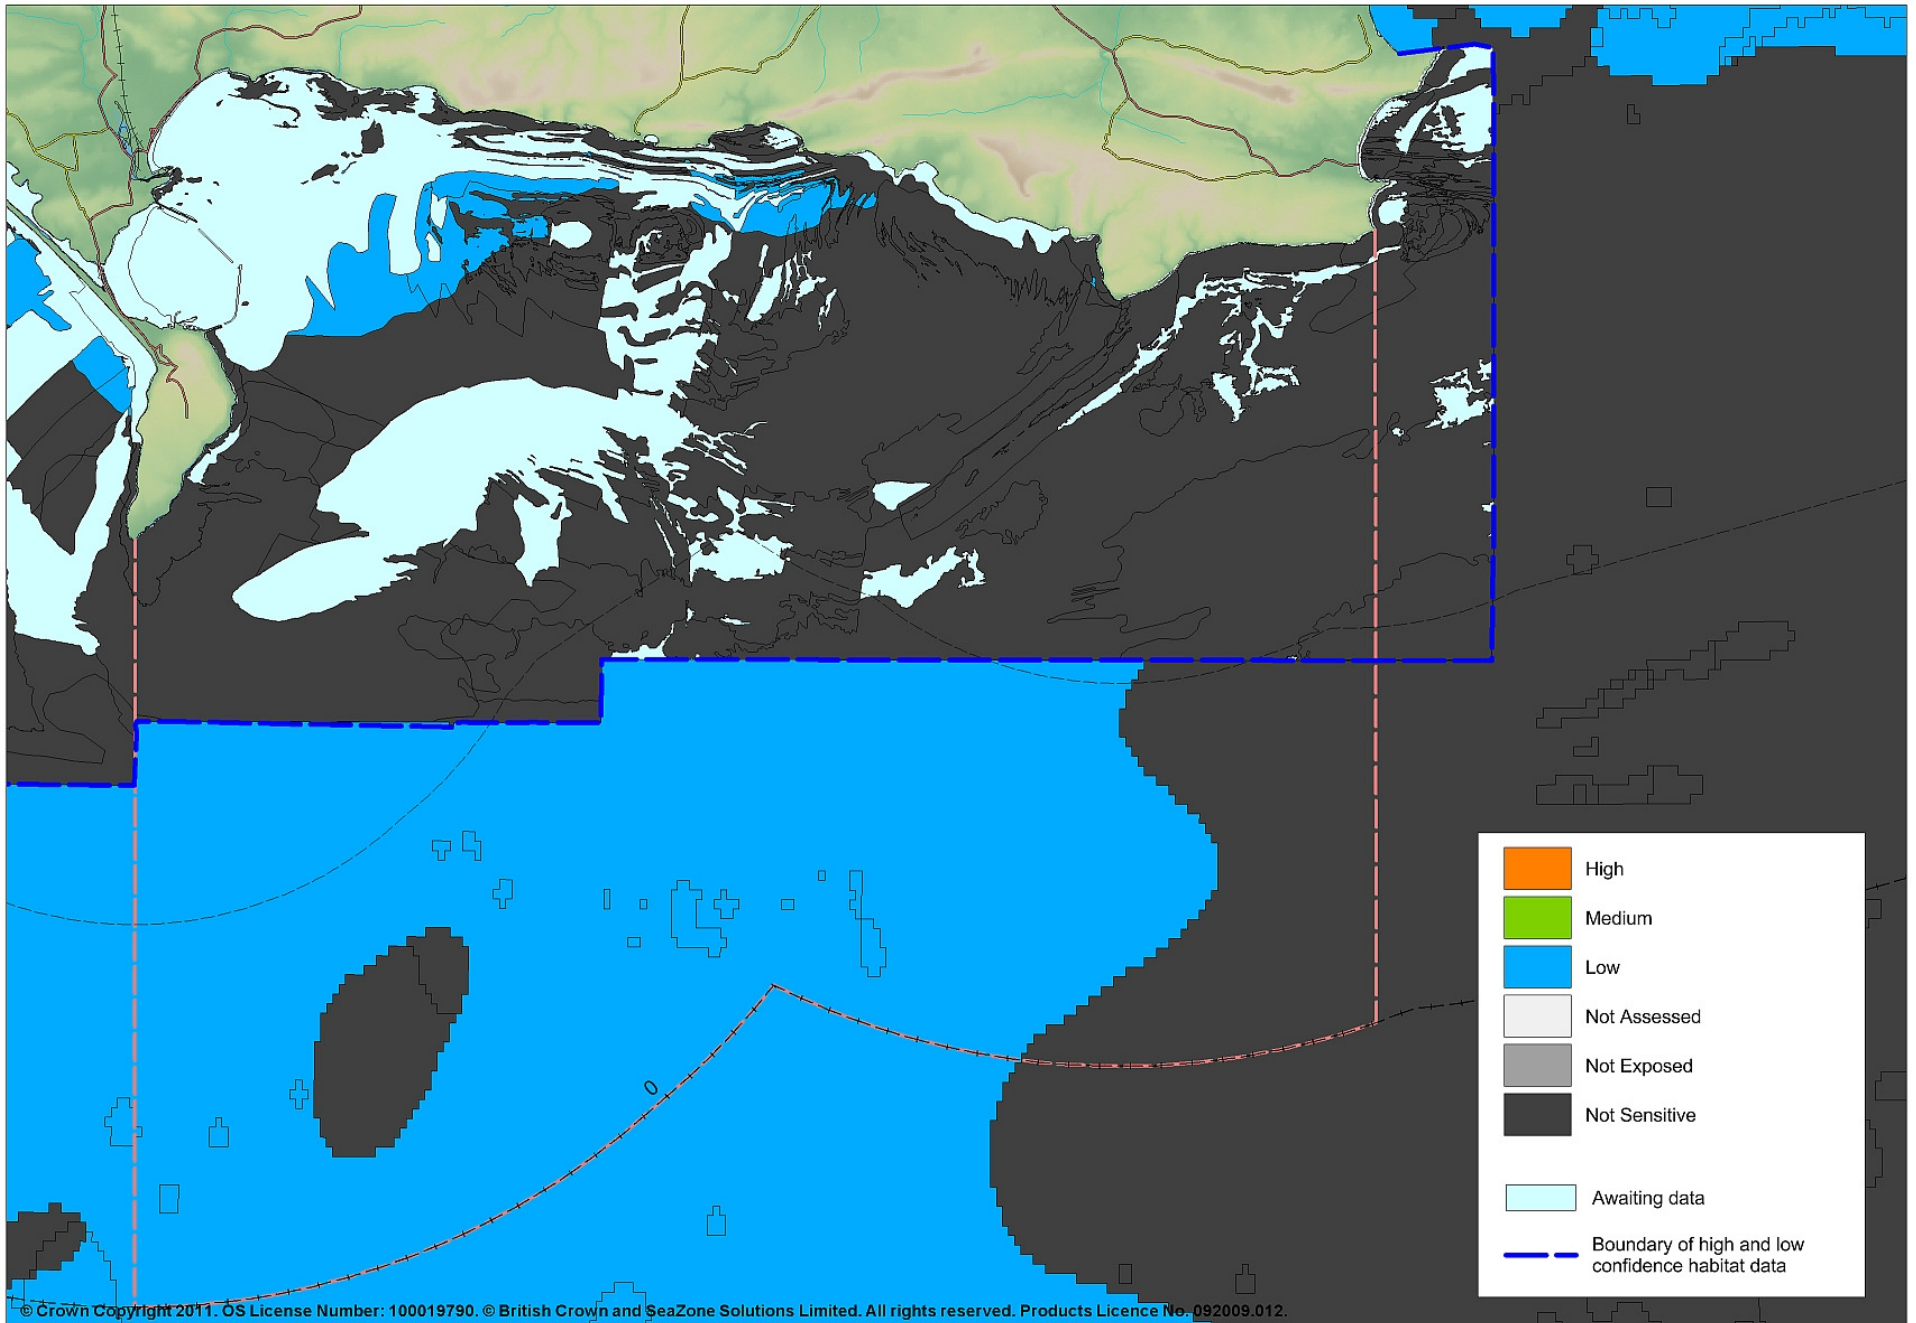 0
High
Medium
Low
Not Assessed
Not Exposed
Not Sensitive
Awaiting data
Boundary of high and low
confidence habitat data
© Crown Copyright 2011. OS License Number: 100019790. © British Crown and SeaZone Solutions Limited. All rights reserved. Products Licence No. 092009.012.